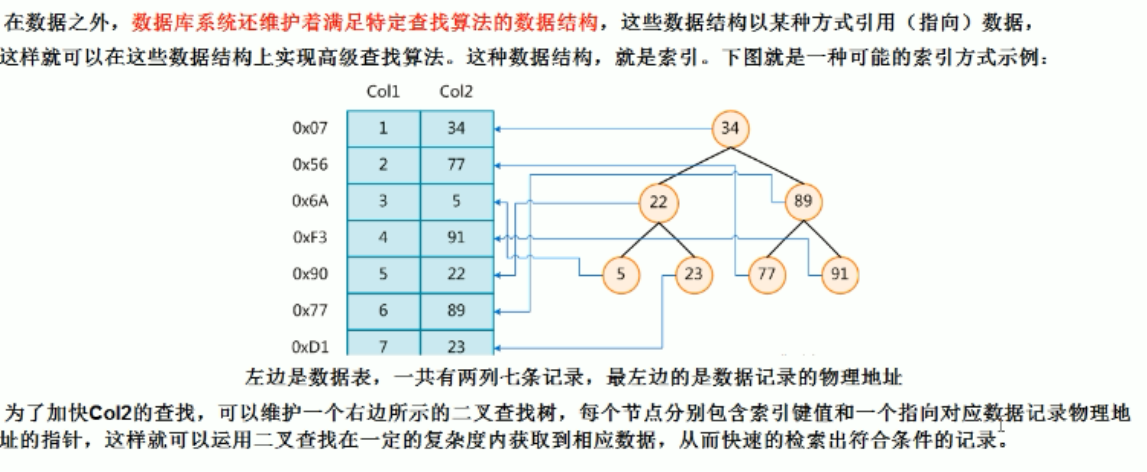 在数据之外，数据库系统还维护着满足特定查找算法的数据结构，这些数据结构以某种方式引用（指向）数据，
这样就可以在这些数据结构上实现高级查找算法。这种数据结构，就是索引。下图就是一种可能的索引方式示例：
Col1 Col2
0x07 1 34 34
0x56 2 77
0x6A 3 5 22 89
0xF3 4 91
0x90 5 22 5 23 77 91
0x77 6 89
0xD1 7 23
左边是数据表，一共有两列七条记录，最左边的是数据记录的物理地址
为了加快Col2的查找，可以维护一个右边所示的二叉查找树，每个节点分别包含索引键值和一个指向对应数据记录物理地
址的指针，这样就可以运用二叉查找在一定的复杂度内获取到相应数据，从而快速的检索出符合条件的记录。